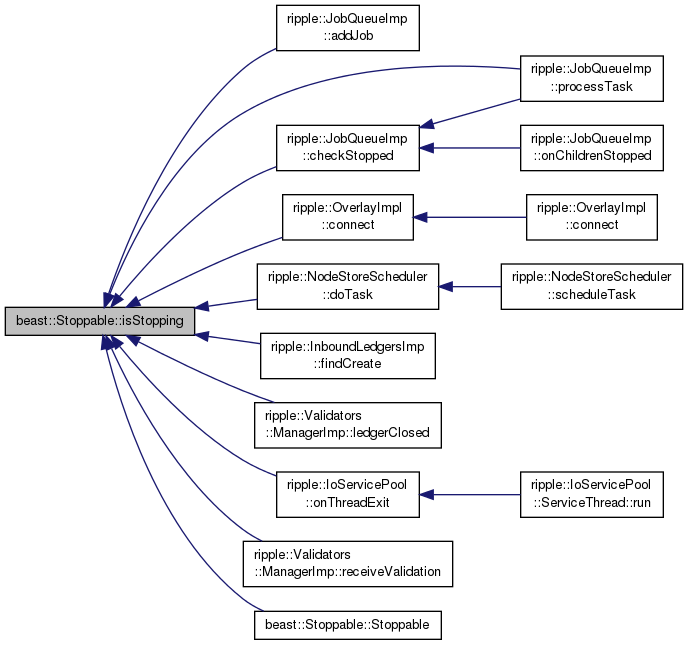 ripple::JobQueueImp
::addJob
ripple::JobQueueImp
::processTask
ripple::JobQueueImp
::checkStopped
ripple::JobQueueImp
::onChildrenStopped
ripple::OverlayImpl
::connect
ripple::OverlayImpl
::connect
ripple::NodeStoreScheduler
::doTask
ripple::NodeStoreScheduler
::scheduleTask
beast::Stoppable::isStopping
ripple::InboundLedgersImp
::findCreate
ripple::Validators
::ManagerImp::ledgerClosed
ripple::IoServicePool
::onThreadExit
ripple::IoServicePool
::ServiceThread::run
ripple::Validators
::ManagerImp::receiveValidation
beast::Stoppable::Stoppable